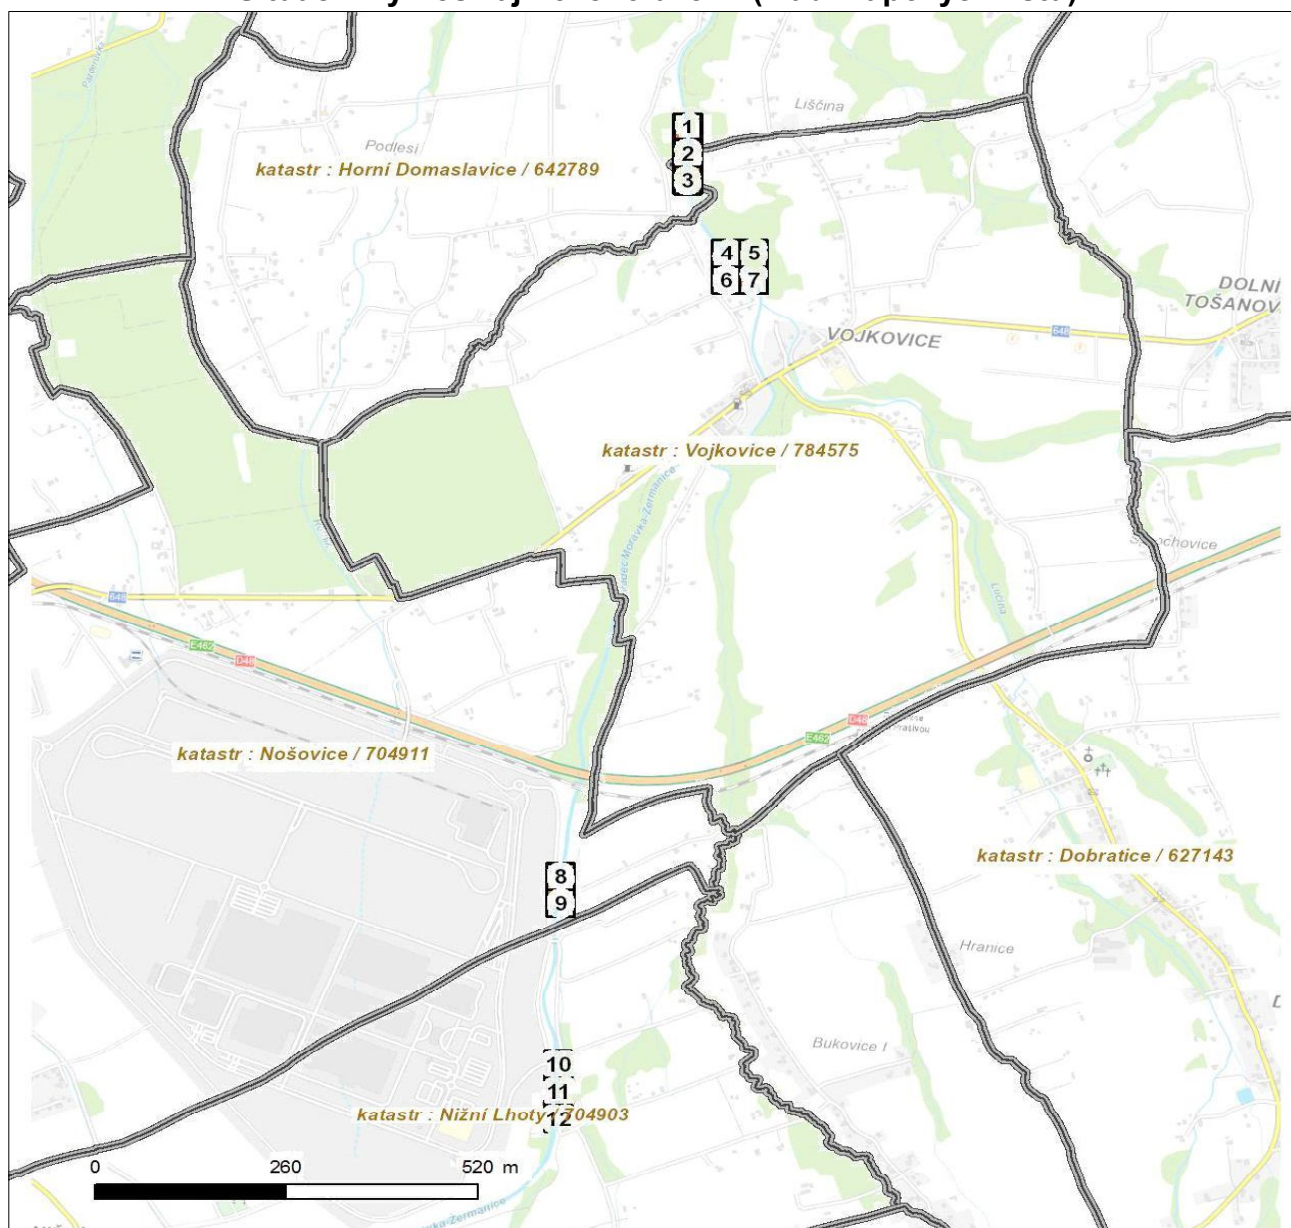 Liščina
Podlesí
katastr : Horní Domaslavice / 642789
1
2
3
4 5
6 7
DOLNÍ
TOŠANOV
648
VOJKOVICE
katastr : Vojkovice / 784575
648
E462
D48
Lučina
katastr : Nošovice / 704911
D48
E462
katastr : Dobratice / 627143
8
9
Hranice
Bukovice I
10
11
12
katastr : Nižní Lhoty / 704903
0 260 520 m